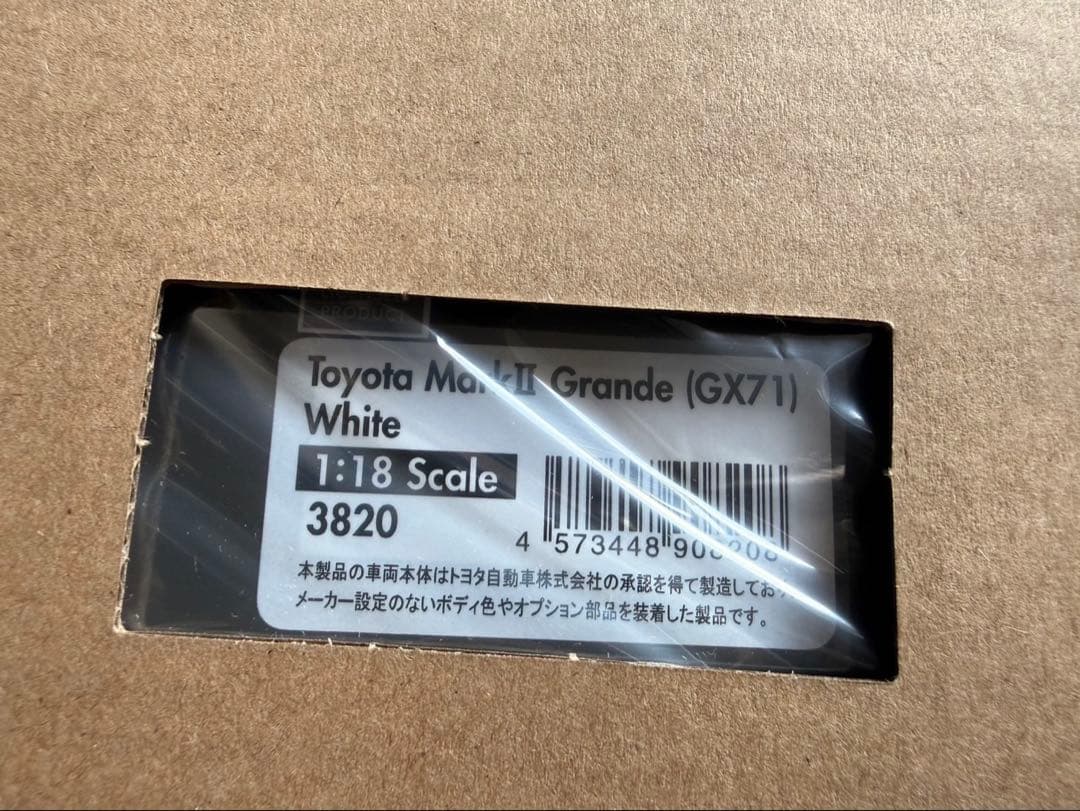 PRODUCT
Toyota MarkⅡ Grande (GX71)
White
1:18 Scale
3820
4 573448
本製品の車両本体はトヨタ自動車株式会社の承認を得て製造してお
メーカー設定のないボディ色やオプション部品を装着した製品です。